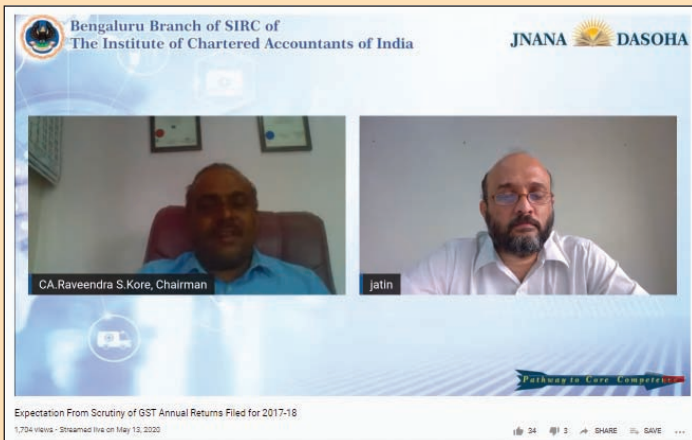 Bengaluru Branch of SIRC of
The Institute of Chartered Accountants of India
JNANA DASOHA
CA.Raveendra S.Kore, Chairman
jatin
Pathway to Core Competence
Expectation From Scrutiny of GST Annual Returns Filed for 2017-18
1,704 views - Streamed live on May 13, 2020
34 3 SHARE SAVE ...